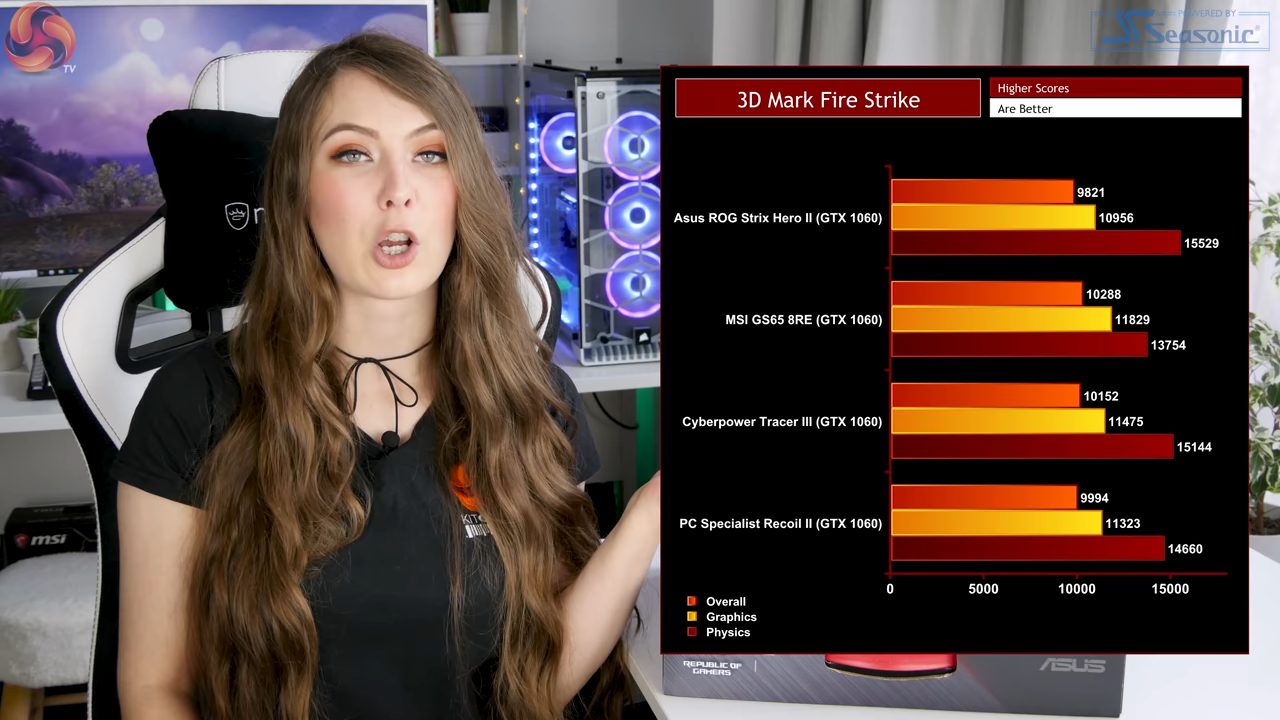 TV
POWERED BY
Seasonic
3D Mark Fire Strike
Higher Scores
Are Better
Asus ROG Strix Hero II (GTX 1060)
9821
10956
15529
MSI GS65 8RE (GTX 1060)
10288
11829
13754
Cyberpower Tracer III (GTX 1060)
10152
11475
15144
PC Specialist Recoil II (GTX 1060)
9994
11323
14660
0 5000 10000 15000
Overall
Graphics
Physics
msi
REPUBLIC OF
GAMERS
ASUS